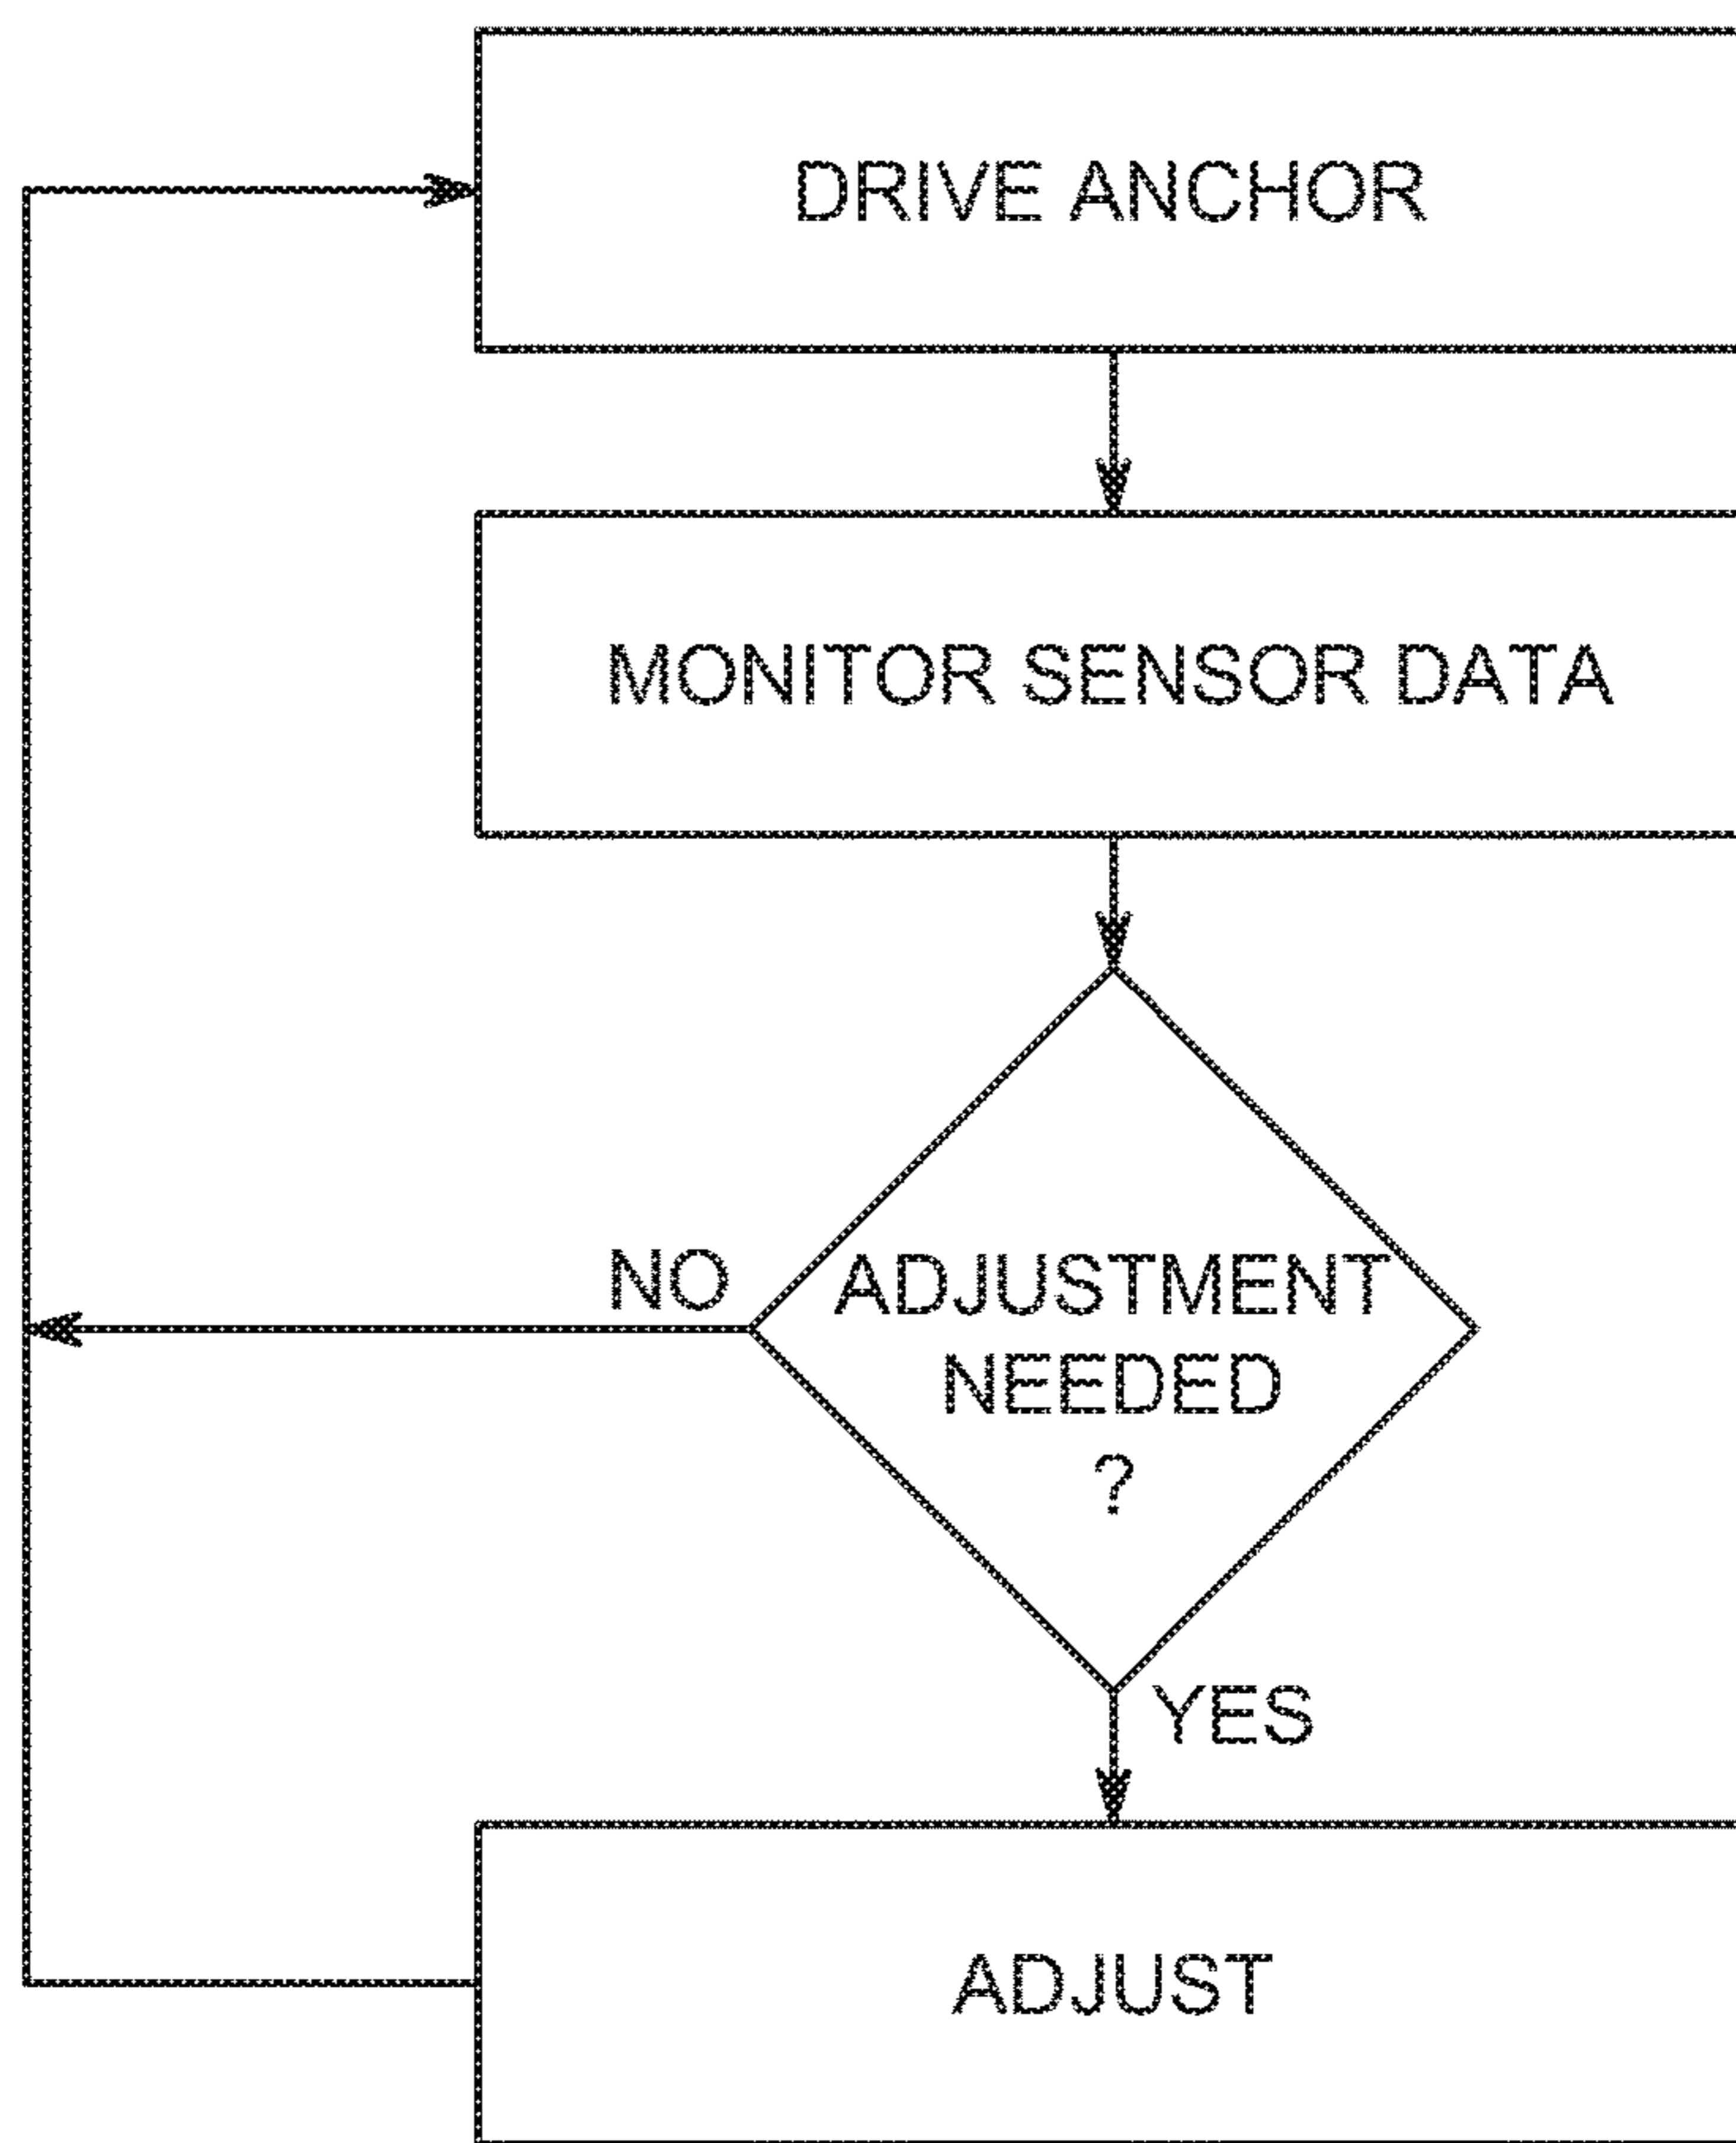 DRIVE ANCHOR
MONITOR SENSOR DATA
NO
ADJUSTMENT
NEEDED
?
YES
ADJUST